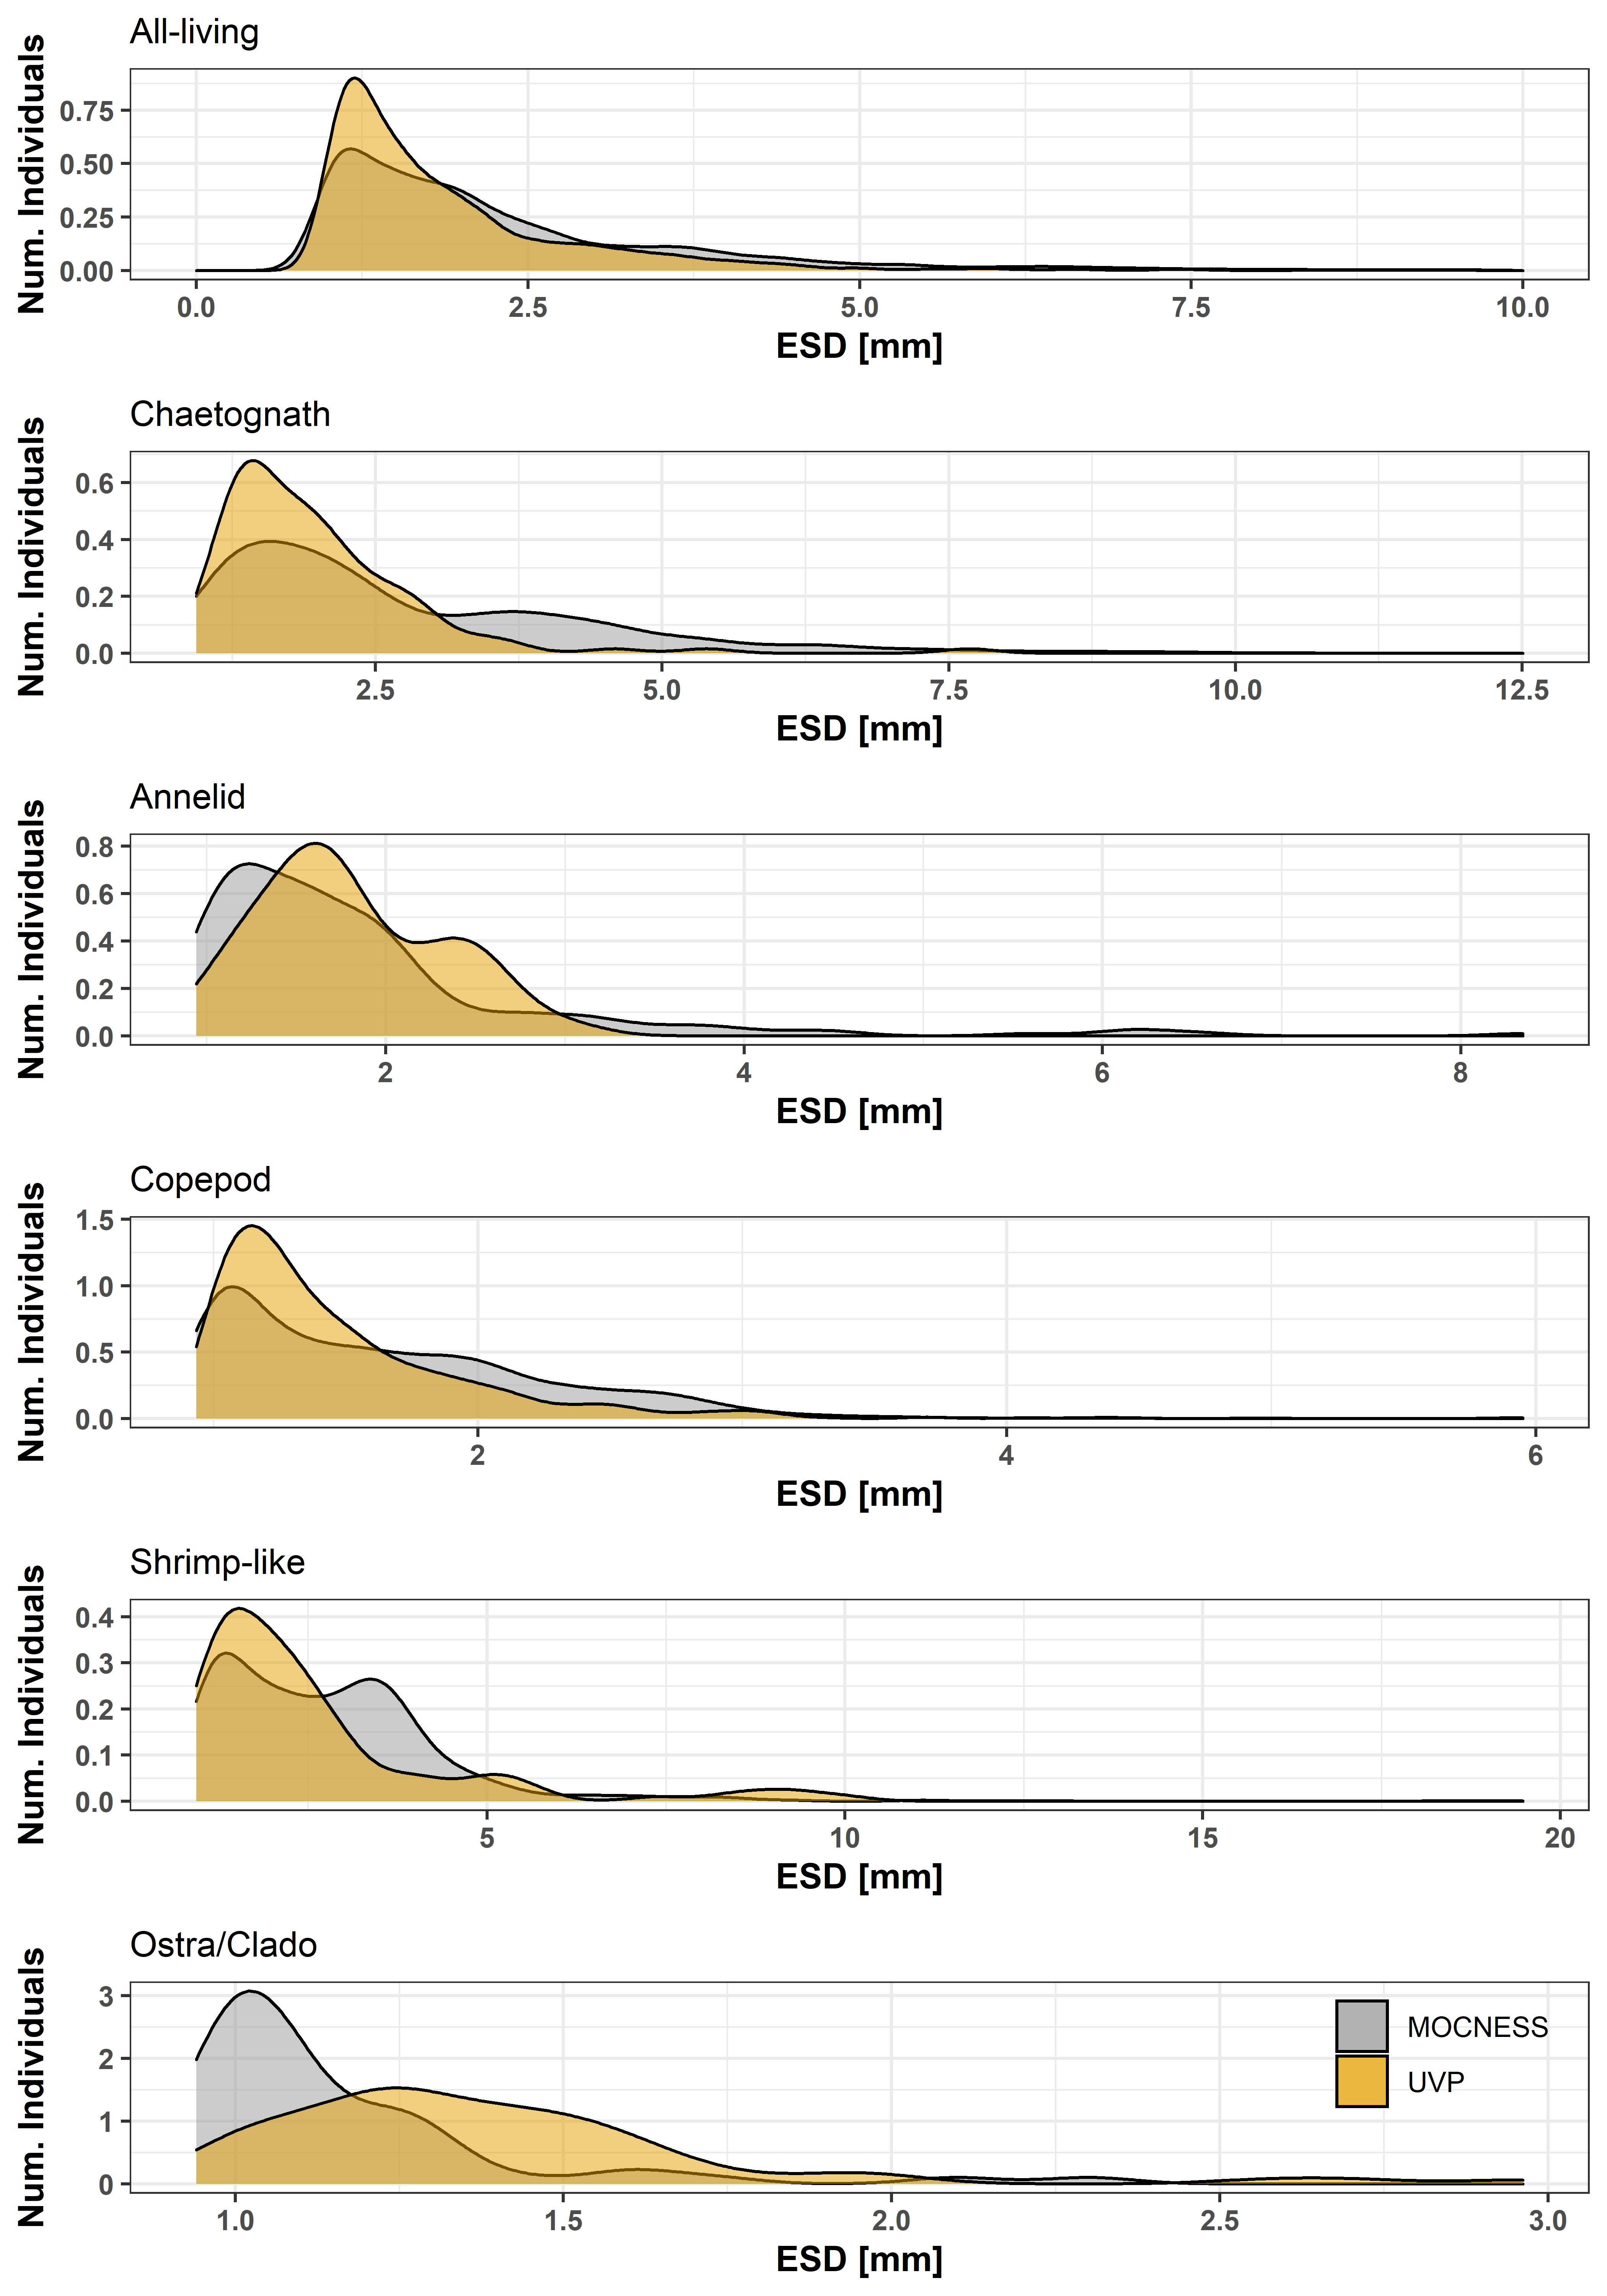 All-living
Num. Individuals
0.75
0.50
0.25
0.00
0.0 2.5 5.0 7.5 10.0
ESD [mm]
Chaetognath
Num. Individuals
0.6
0.4
0.2
0.0
2.5 5.0 7.5 10.0 12.5
ESD [mm]
Annelid
Num. Individuals
0.8
0.6
0.4
0.2
0.0
2 4 6 8
ESD [mm]
Copepod
Num. Individuals
1.5
1.0
0.5
0.0
2 4 6
ESD [mm]
Shrimp-like
Num. Individuals
0.4
0.3
0.2
0.1
0.0
5 10 15 20
ESD [mm]
Ostra/Clado
Num. Individuals
3
2
1
0
MOCNESS
UVP
1.0 1.5 2.0 2.5 3.0
ESD [mm]